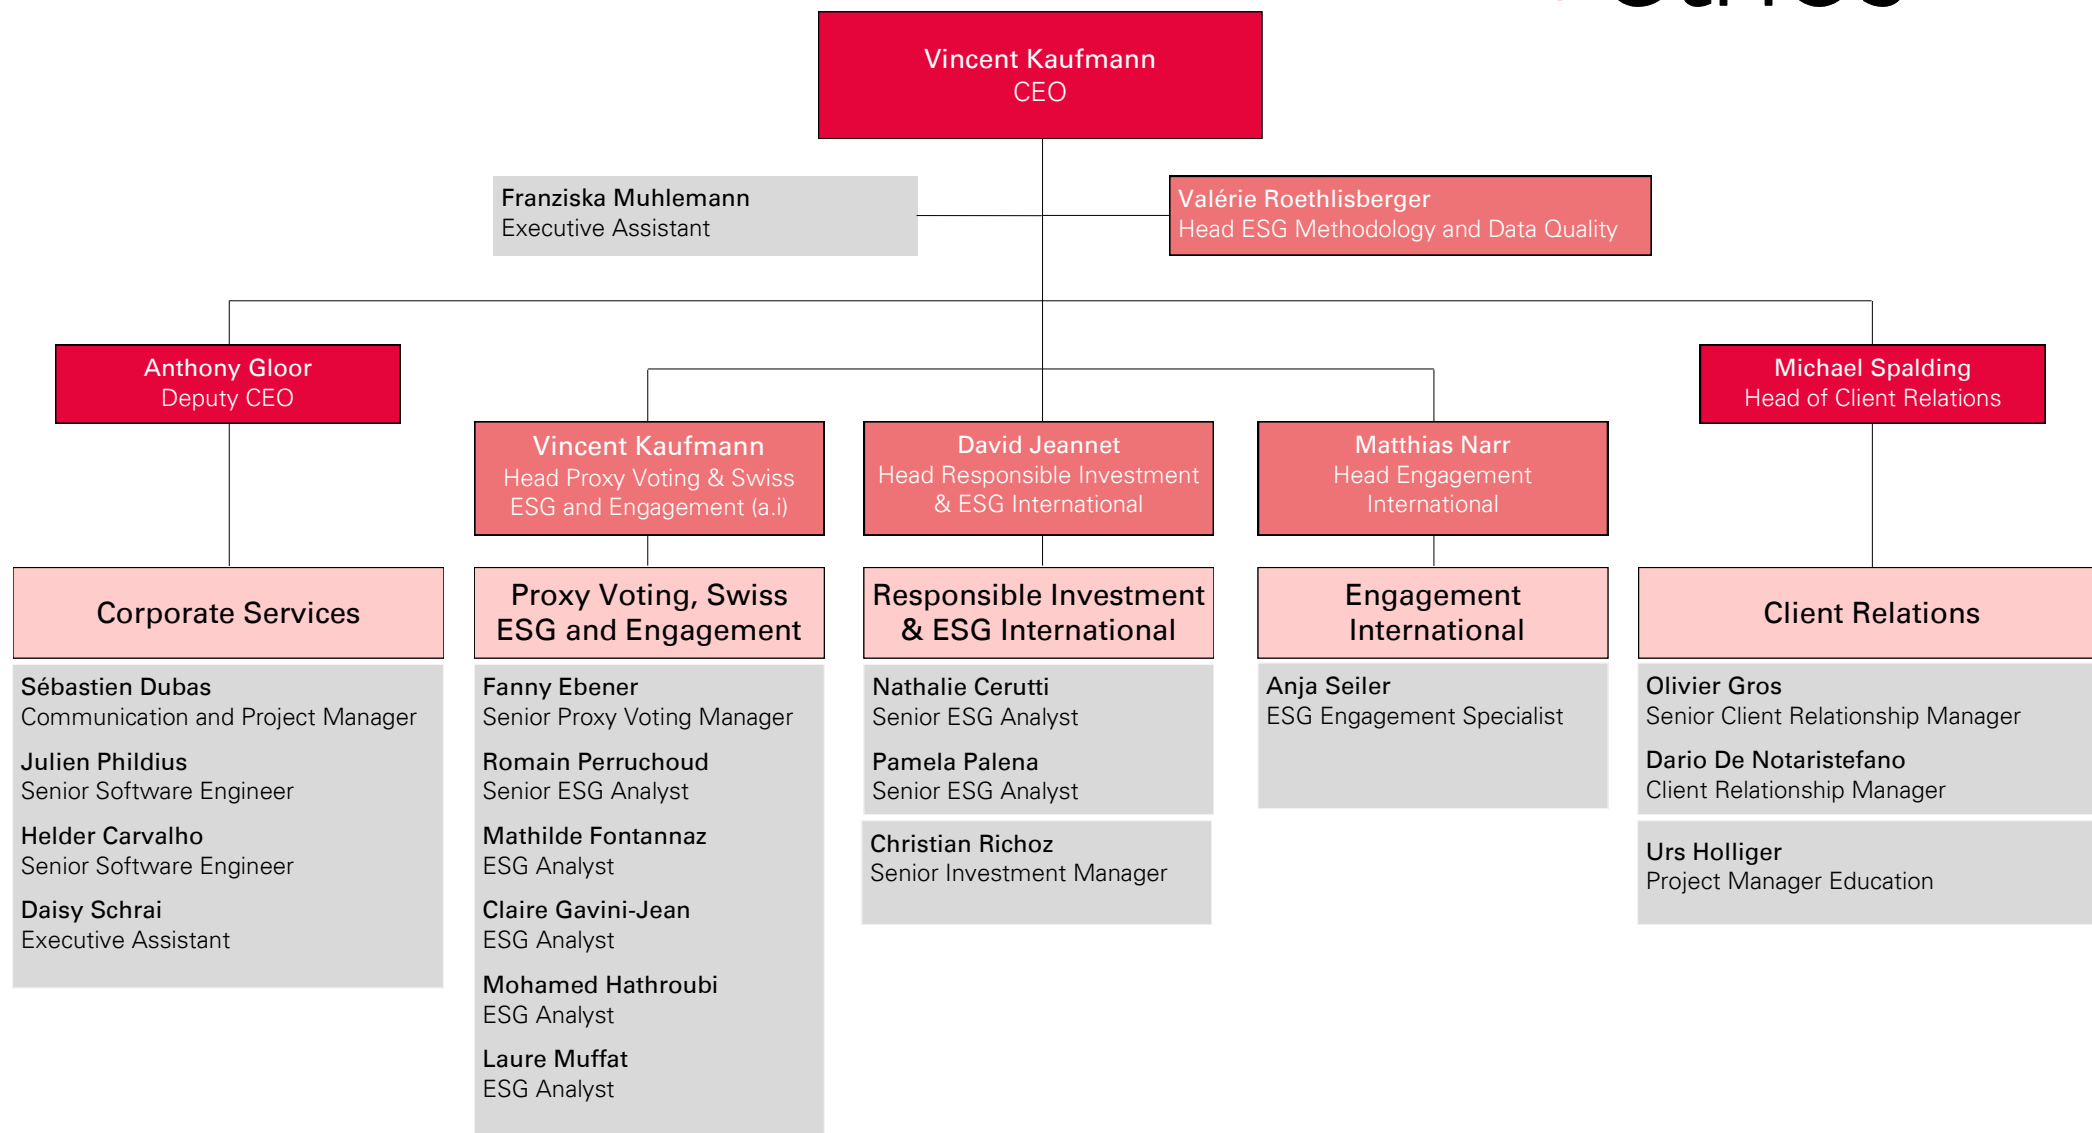 ethos
Vincent Kaufmann
CEO
Franziska Muhlemann
Executive Assistant
Valérie Roethlisberger
Head ESG Methodology and Data Quality
Anthony Gloor
Deputy CEO
Michael Spalding
Head of Client Relations
Vincent Kaufmann
Head Proxy Voting & Swiss
ESG and Engagement (a.i)
David Jeannet
Head Responsible Investment
& ESG International
Matthias Narr
Head Engagement
International
Corporate Services
Sébastien Dubas
Communication and Project Manager
Julien Phildius
Senior Software Engineer
Helder Carvalho
Senior Software Engineer
Daisy Schrai
Executive Assistant
Proxy Voting, Swiss
ESG and Engagement
Fanny Ebener
Senior Proxy Voting Manager
Romain Perruchoud
Senior ESG Analyst
Mathilde Fontannaz
ESG Analyst
Claire Gavini-Jean
ESG Analyst
Mohamed Hathroubi
ESG Analyst
Laure Muffat
ESG Analyst
Responsible Investment
& ESG International
Nathalie Cerutti
Senior ESG Analyst
Pamela Palena
Senior ESG Analyst
Christian Richoz
Senior Investment Manager
Engagement
International
Anja Seiler
ESG Engagement Specialist
Client Relations
Olivier Gros
Senior Client Relationship Manager
Dario De Notaristefano
Client Relationship Manager
Urs Holliger
Project Manager Education